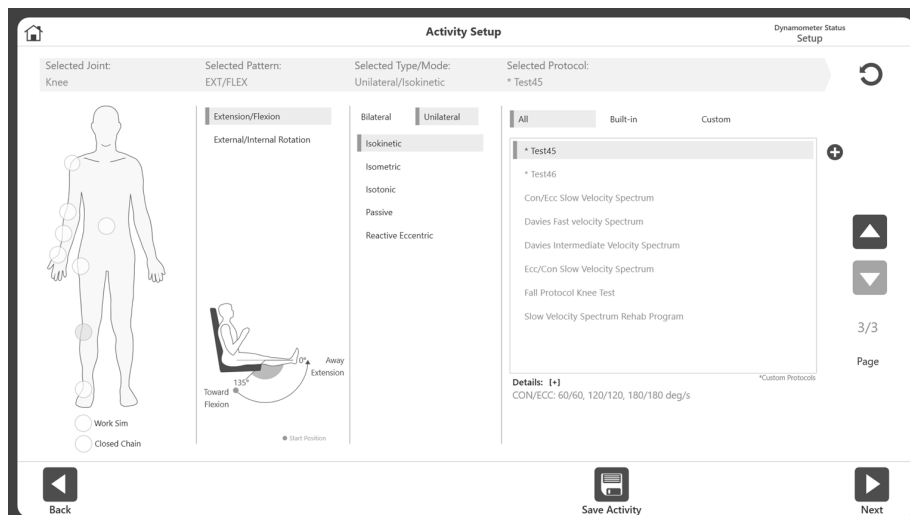 Activity Setup
Dynamometer Status
Setup
Selected Joint:
Knee
Selected Pattern:
EXT/FLEX
Selected Type/Mode:
Unilateral/Isokinetic
Selected Protocol:
* Test45
Extension/Flexion
External/Internal Rotation
Bilateral
Unilateral
Isokinetic
Isometric
Isotonic
Passive
Reactive Eccentric
All
Built-in
Custom
* Test45
* Test46
Con/Ecc Slow Velocity Spectrum
Davies Fast velocity Spectrum
Davies Intermediate Velocity Spectrum
Ecc/Con Slow Velocity Spectrum
Fall Protocol Knee Test
Slow Velocity Spectrum Rehab Program
3/3
Page
0°
Away
Extension
135°
Toward
Flexion
Start Position
*Custom Protocols
Details: [+]
CON/ECC: 60/60, 120/120, 180/180 deg/s
Work Sim
Closed Chain
Back
Save Activity
Next